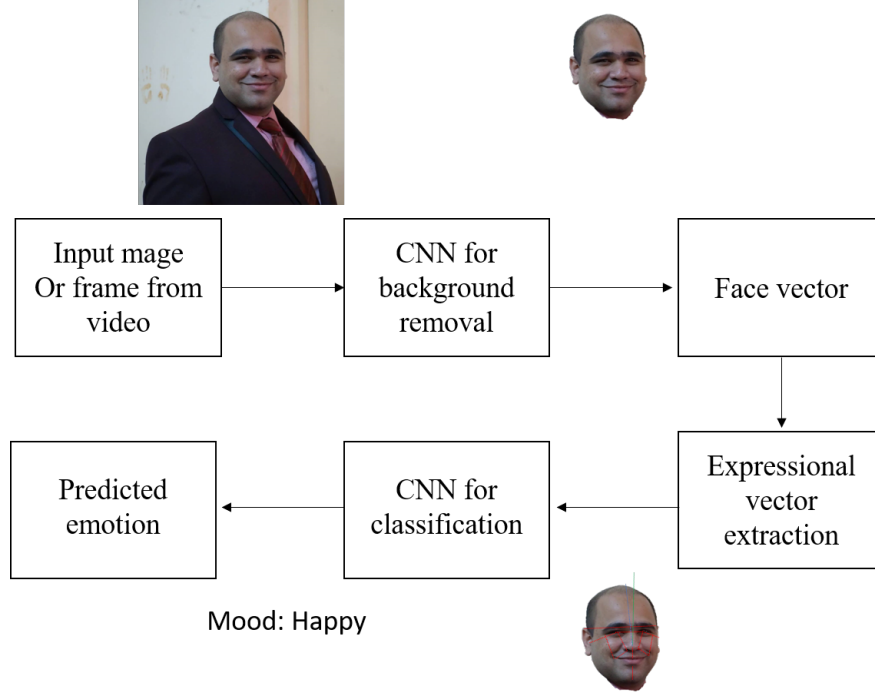 Input mage
Or frame from
video
CNN for
background
removal
Face vector
Expressional
vector
extraction
CNN for
classification
Predicted
emotion
Mood: Happy